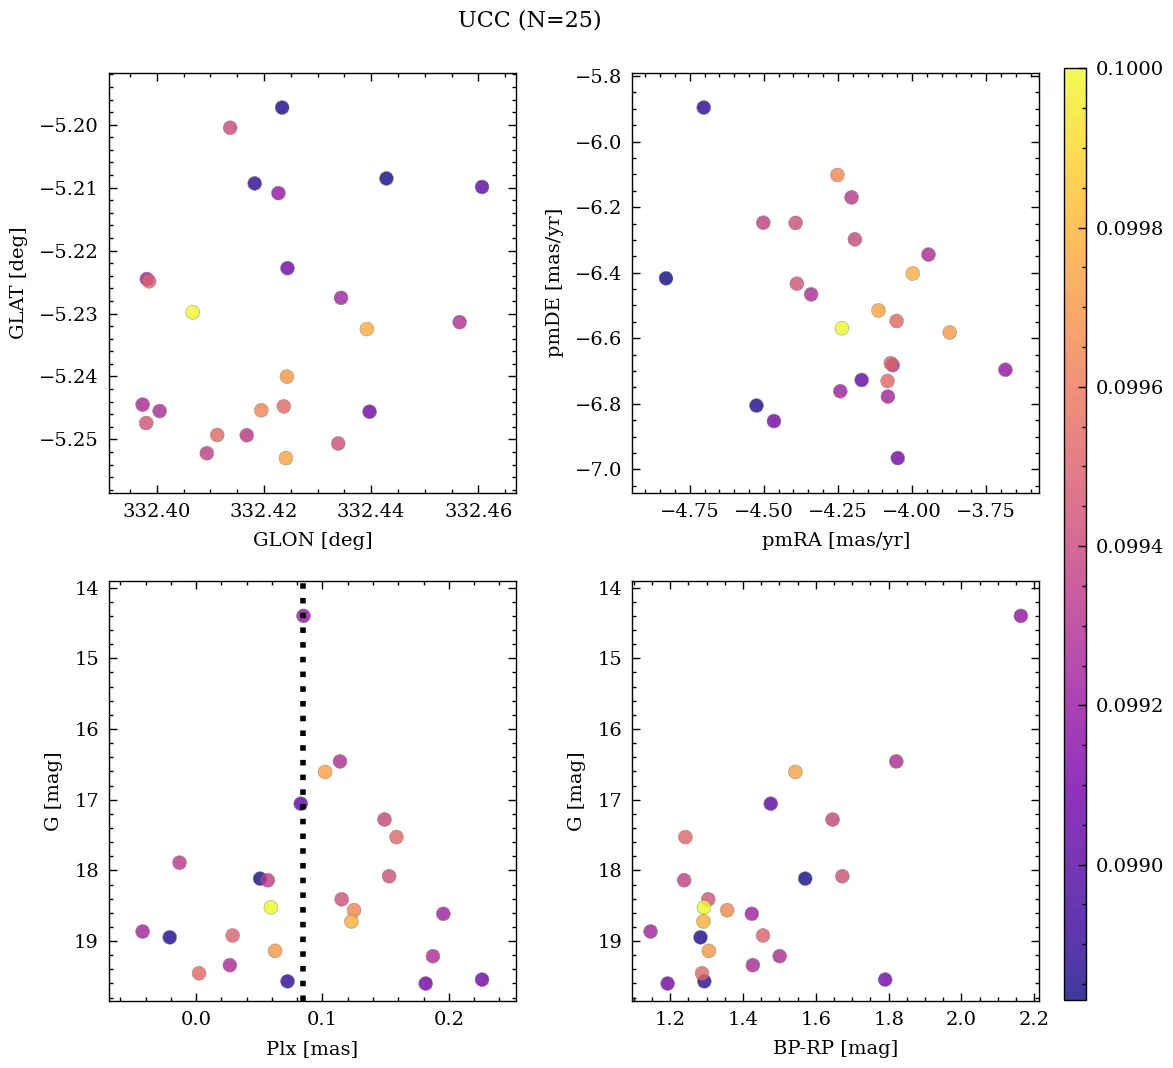 UCC (N=25)
−5.20
−5.21
−5.22
−5.23
−5.24
−5.25
GLAT [deg]
332.40 332.42 332.44 332.46
GLON [deg]
−5.8
−6.0
−6.2
−6.4
−6.6
−6.8
−7.0
pmDE [mas/yr]
−4.75 −4.50 −4.25 −4.00 −3.75
pmRA [mas/yr]
14
15
16
17
18
19
G [mag]
0.0 0.1 0.2
Plx [mas]
14
15
16
17
18
19
G [mag]
1.2 1.4 1.6 1.8 2.0 2.2
BP-RP [mag]
0.1000
0.0998
0.0996
0.0994
0.0992
0.0990